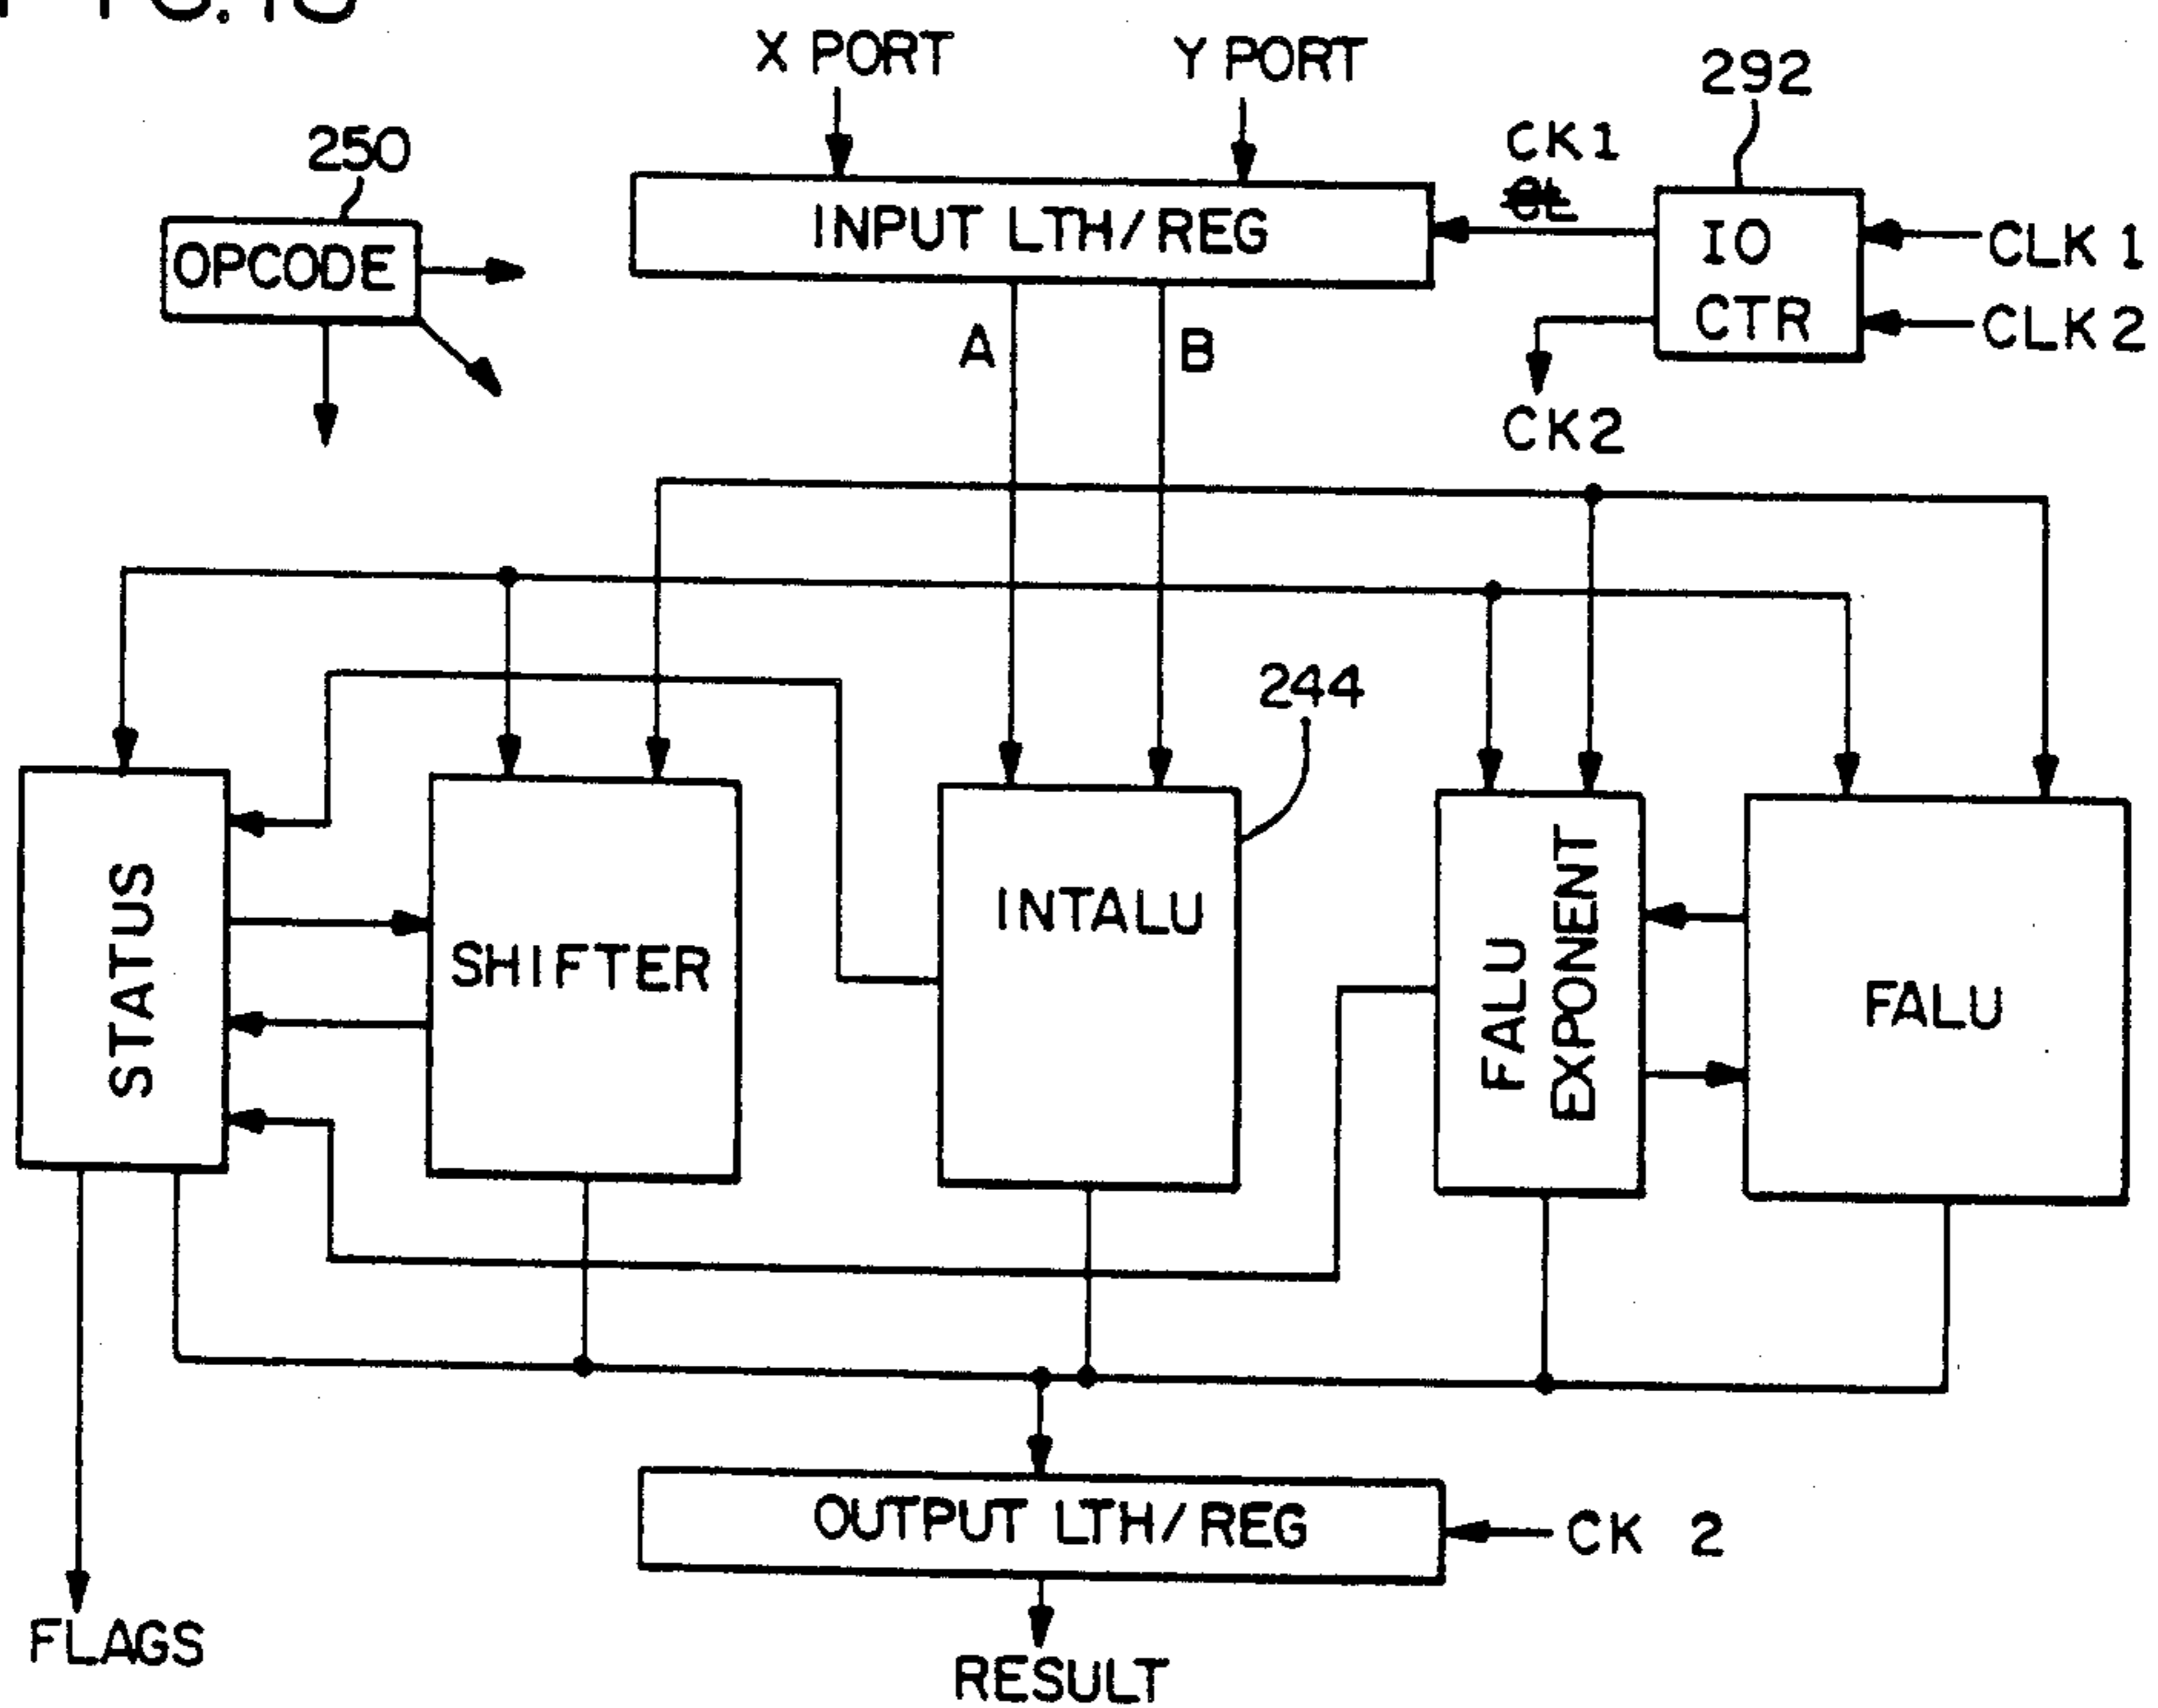 X PORT
Y PORT
292
250
CK1
INPUT LTH/REG
IO
CTR
CLK 1
CLK 2
OPCODE
A
B
CK2
244
STATUS
SHIFTER
INTALU
FALU
EXPONENT
FALU
OUTPUT LTH/REG
CK 2
FLAGS
RESULT